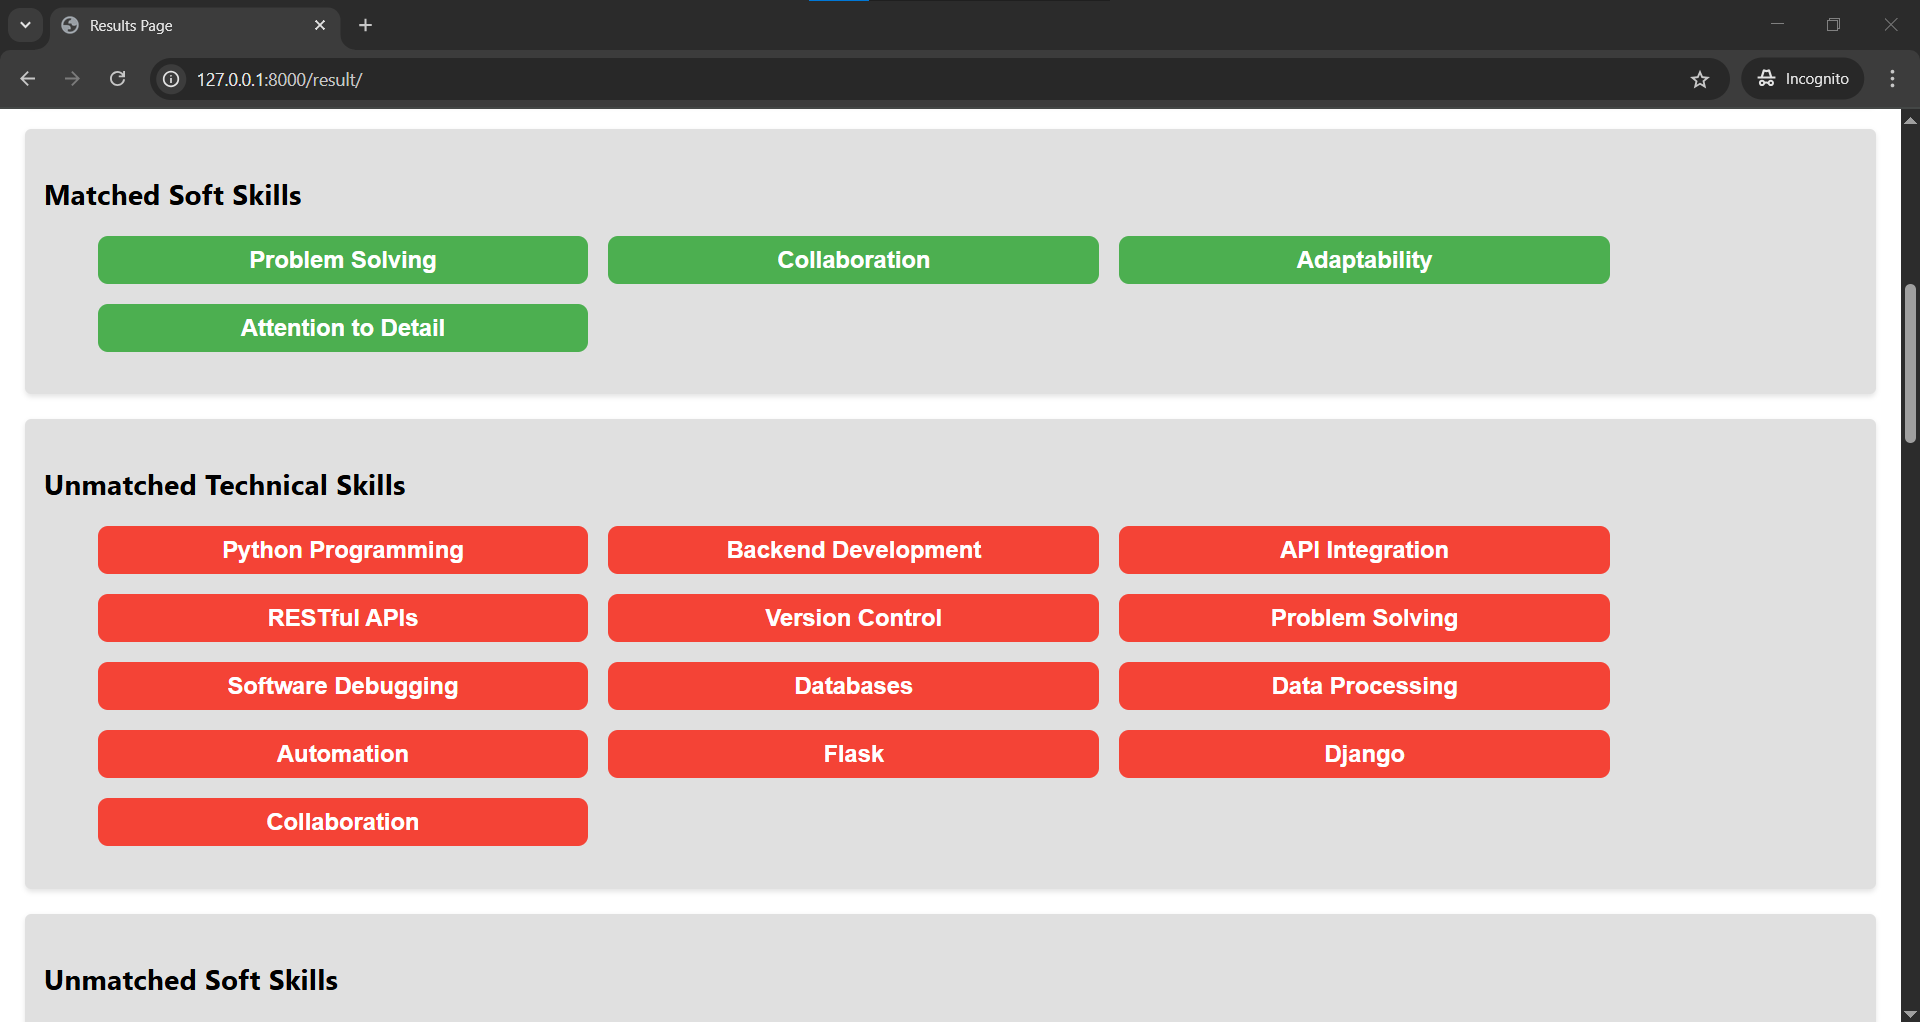 Results Page
127.0.0.1:8000/result/
Incognito
Matched Soft Skills
Problem Solving Collaboration Adaptability
Attention to Detail
Unmatched Technical Skills
Python Programming Backend Development API Integration
RESTful APIs Version Control Problem Solving
Software Debugging Databases Data Processing
Automation Flask Django
Collaboration
Unmatched Soft Skills